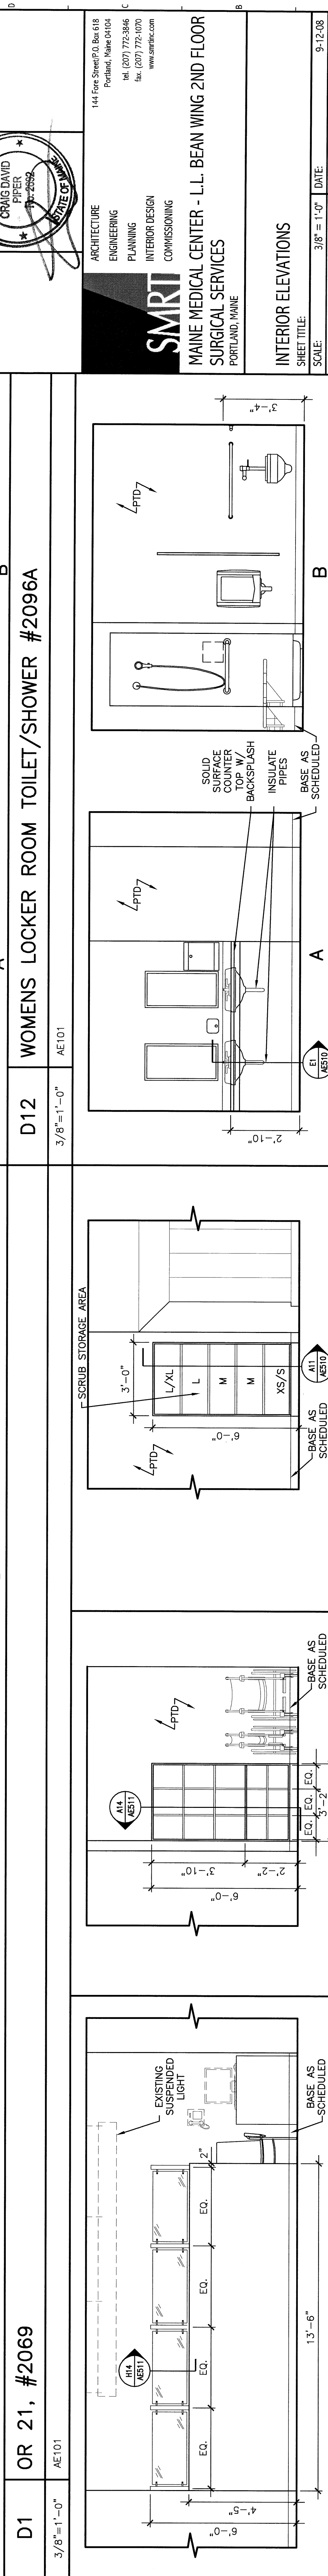 D1
OR 21, #2069
3/8"=1'-0"
AE101
D12
WOMENS LOCKER ROOM TOILET/SHOWER #2096A
3/8"=1'-0"
AE101
EXISTING
SUSPENDED
LIGHT
H14
AE511
EQ.
EQ.
EQ.
EQ.
2"
6'-0"
4'-5"
13'-6"
BASE AS
SCHEDULED
A14
AE511
PTD
6'-0"
3'-10"
2'-2"
EQ.
EQ.
EQ.
3'-2"
BASE AS
SCHEDULED
SCRUB STORAGE AREA
3'-0"
PTD
6'-0"
L/XL
L
M
M
XS/S
BASE AS
SCHEDULED
A11
AE510
PTD
2'-10"
E1
AE510
SOLID
SURFACE
COUNTER
TOP W/
BACKSPLASH
INSULATE
PIPES
A
PTD
3'-4"
BASE AS
SCHEDULED
B
CRAIG DAVID
PIPER
No. 2692
STATE OF MAINE
SMRT
ARCHITECTURE
ENGINEERING
PLANNING
INTERIOR DESIGN
COMMISSIONING
144 Fore Street/P.O. Box 618
Portland, Maine 04104
tel. (207) 772-3846
fax. (207) 772-1070
www.smrtinc.com
MAINE MEDICAL CENTER - L.L. BEAN WING 2ND FLOOR
SURGICAL SERVICES
PORTLAND, MAINE
INTERIOR ELEVATIONS
SHEET TITLE:
SCALE:
3/8" = 1'-0"
DATE:
9-12-08
D
C
B